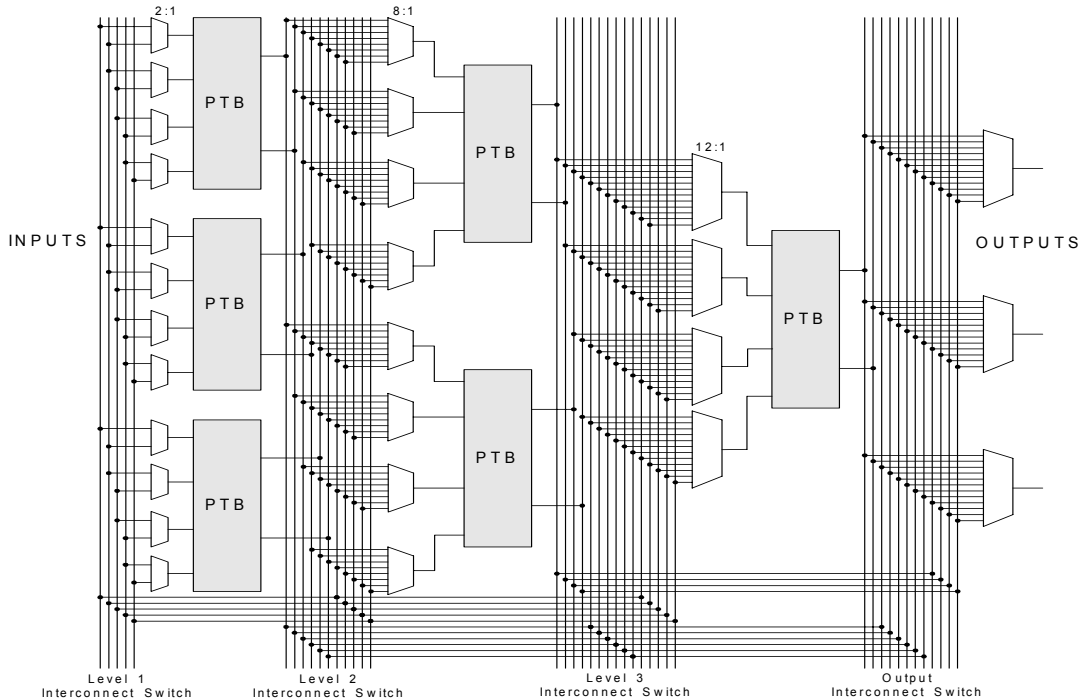 2:1
8:1
PTB
PTB
12:1
PTB
INPUTS
OUTPUTS
PTB
PTB
PTB
Level 1
Interconnect Switch
Level 2
Interconnect Switch
Level 3
Interconnect Switch
Output
Interconnect Switch